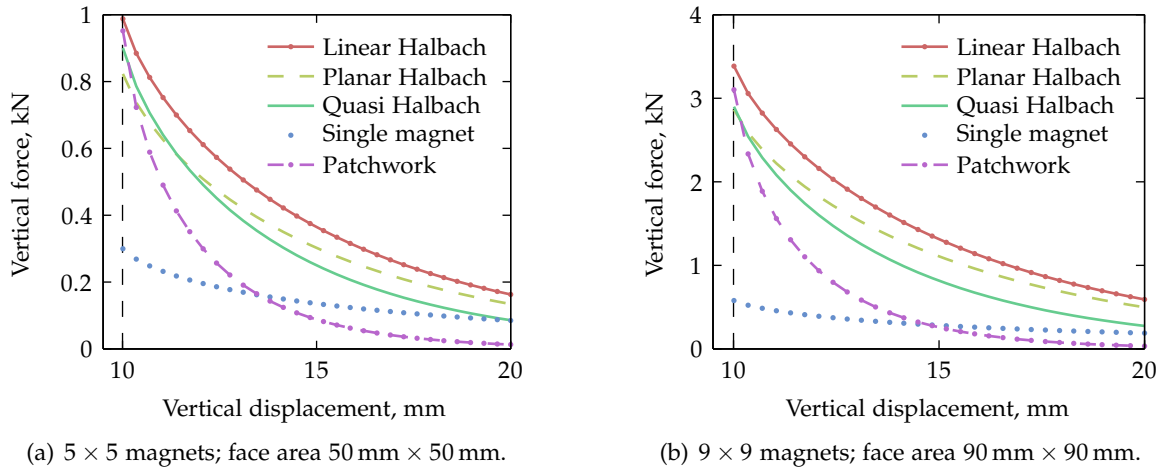 1
0.8
0.6
0.4
0.2
0
10
15
20
Vertical force, kN
Vertical displacement, mm
Linear Halbach
Planar Halbach
Quasi Halbach
Single magnet
Patchwork
(a) 5 × 5 magnets; face area 50 mm × 50 mm.
4
3
2
1
0
10
15
20
Vertical force, kN
Vertical displacement, mm
Linear Halbach
Planar Halbach
Quasi Halbach
Single magnet
Patchwork
(b) 9 × 9 magnets; face area 90 mm × 90 mm.